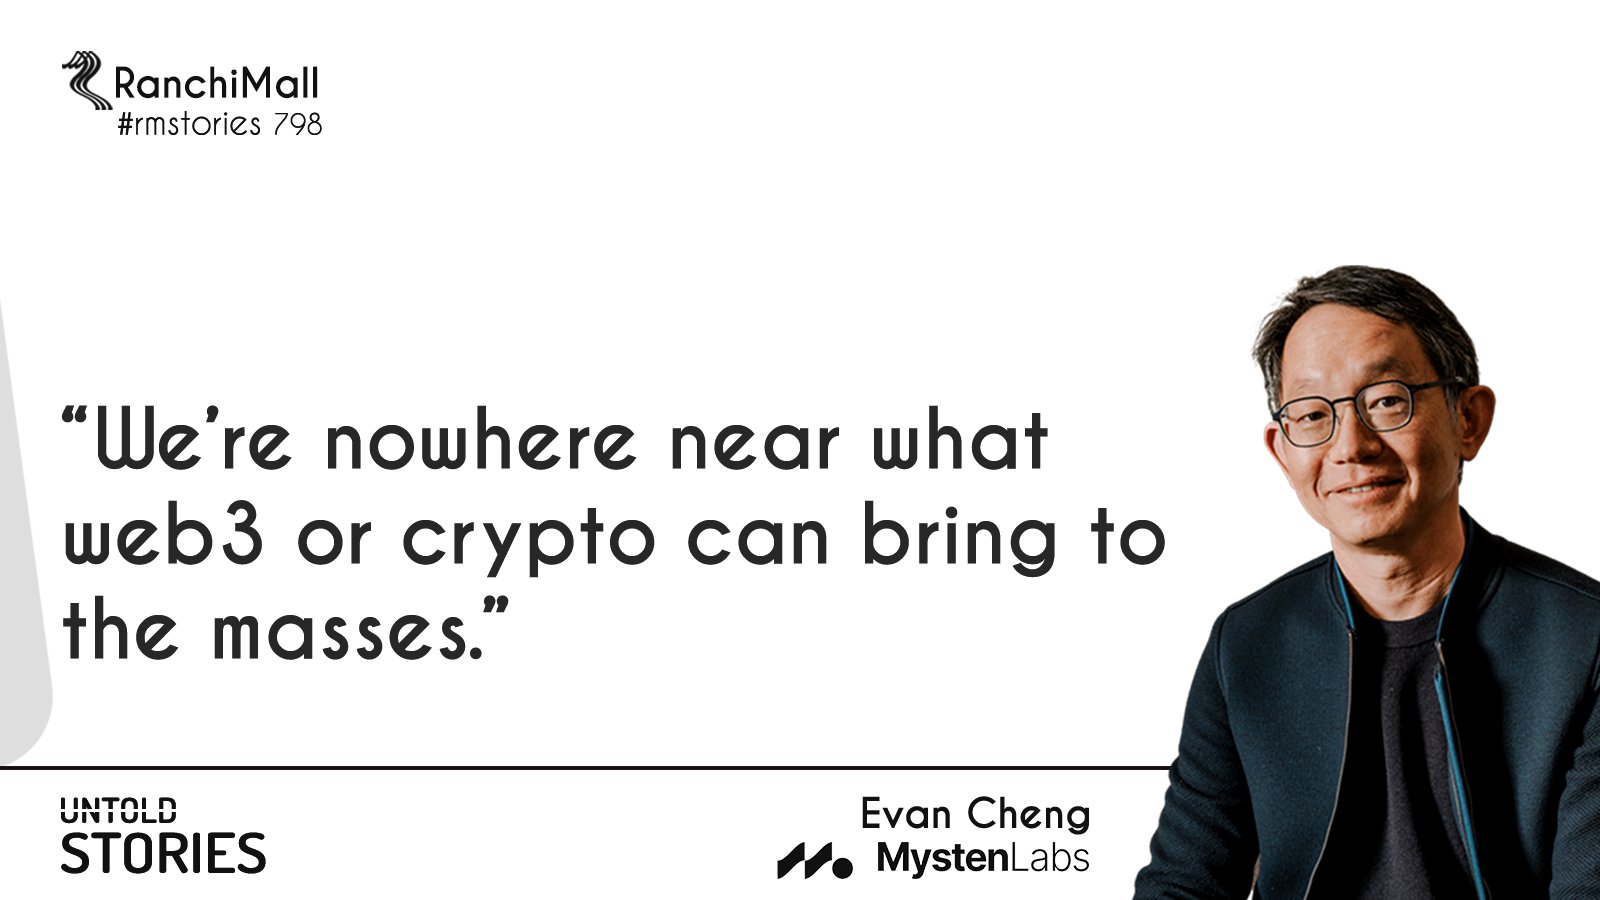 RanchiMall
#rmstories 798
“We’re nowhere near what
web3 or crypto can bring to
the masses.”
UNTOLD
STORIES
Evan Cheng
MystenLabs